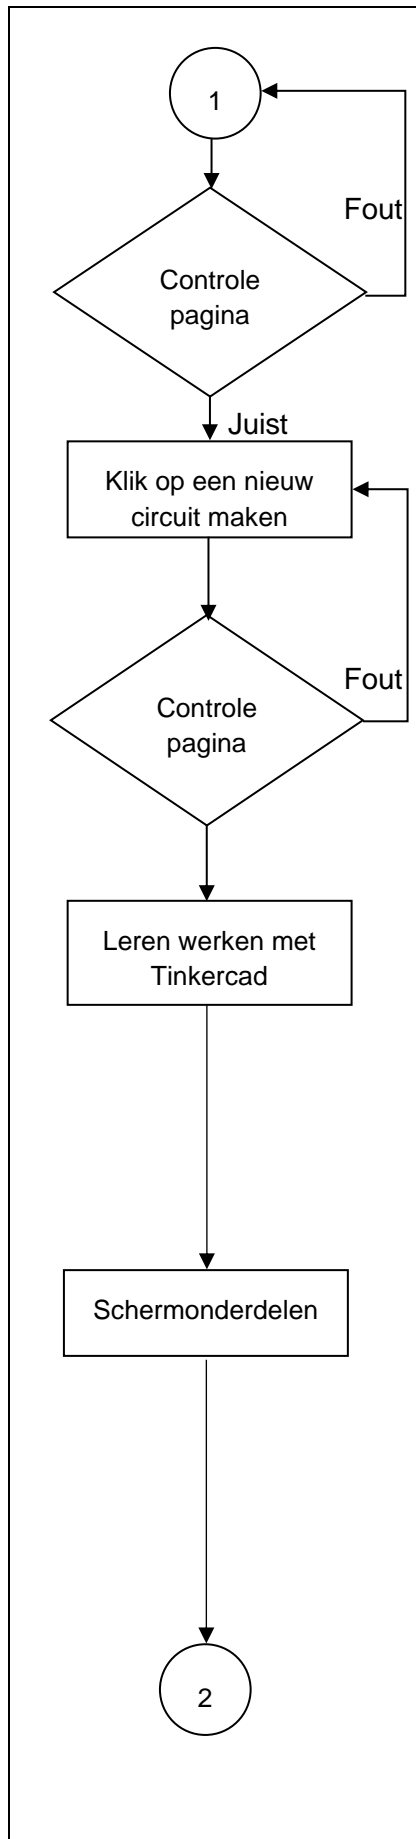 1
Fout
Controle
pagina
Juist
Klik op een nieuw
circuit maken
Fout
Controle
pagina
Leren werken met
Tinkercad
Schermonderdelen
2